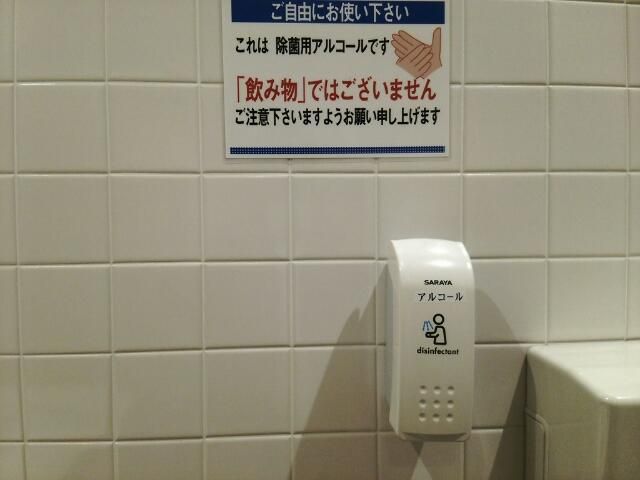 ご自由にお使い下さい
これは 除菌用アルコールです
「飲み物」ではございません
ご注意下さいますようお願い申し上げます
SARAYA
アルコール
disinfectant